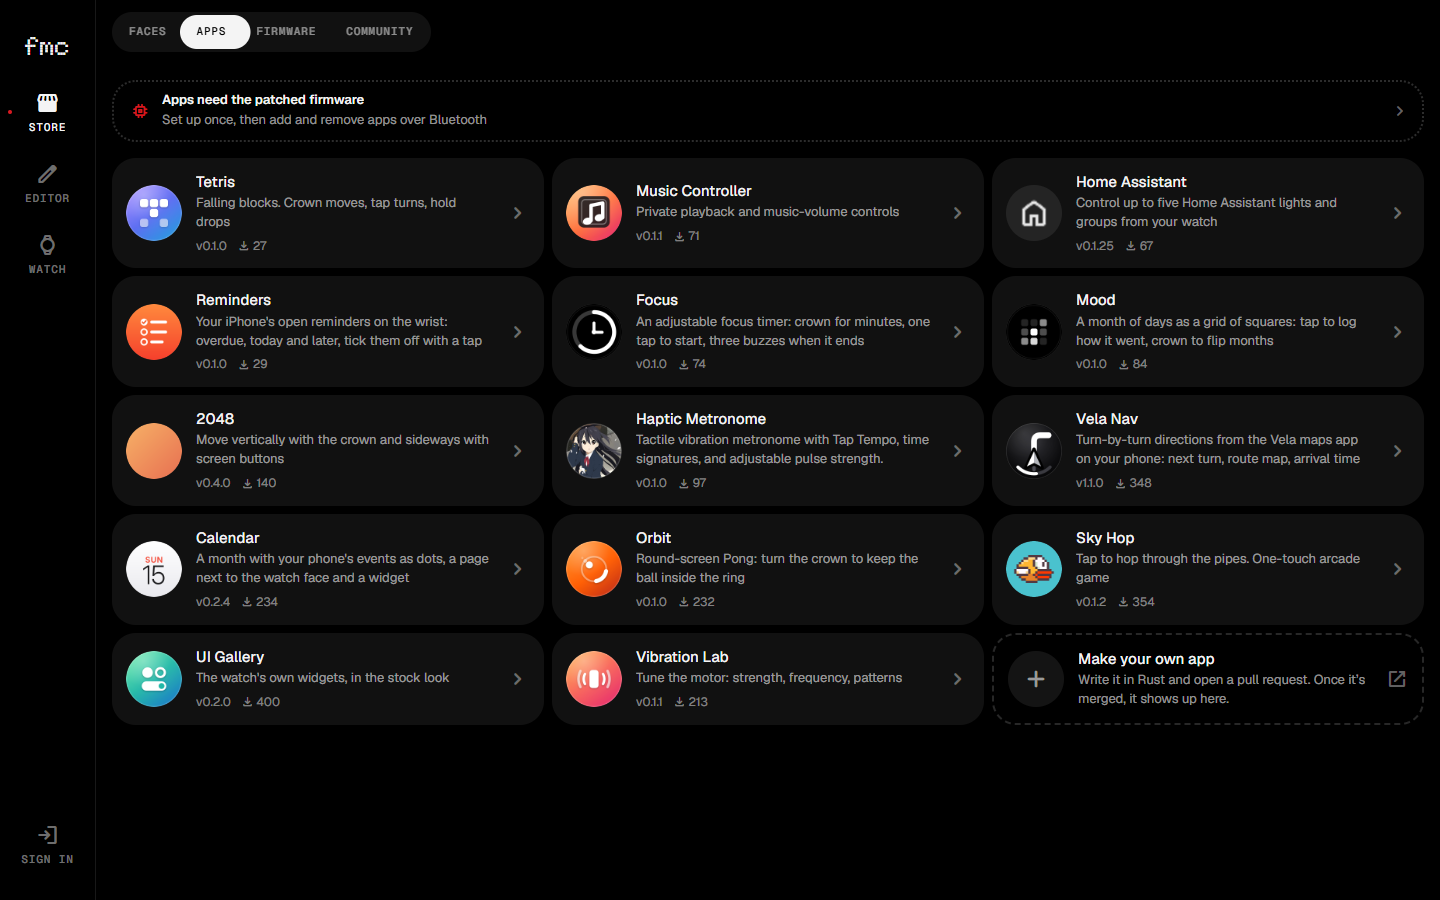 fmc
STORE
EDITOR
WATCH
SIGN IN
FACES
APPS
FIRMWARE
COMMUNITY
Apps need the patched firmware
Set up once, then add and remove apps over Bluetooth
Tetris
Falling blocks. Crown moves, tap turns, hold
drops
v0.1.0 27
Music Controller
Private playback and music-volume controls
v0.1.1 71
Home Assistant
Control up to five Home Assistant lights and
groups from your watch
v0.1.25 67
Reminders
Your iPhone's open reminders on the wrist:
overdue, today and later, tick them off with a tap
v0.1.0 29
Focus
An adjustable focus timer: crown for minutes, one
tap to start, three buzzes when it ends
v0.1.0 74
Mood
A month of days as a grid of squares: tap to log
how it went, crown to flip months
v0.1.0 84
2048
Move vertically with the crown and sideways with
screen buttons
v0.4.0 140
Haptic Metronome
Tactile vibration metronome with Tap Tempo, time
signatures, and adjustable pulse strength.
v0.1.0 97
Vela Nav
Turn-by-turn directions from the Vela maps app
on your phone: next turn, route map, arrival time
v1.1.0 348
SUN
15
Calendar
A month with your phone's events as dots, a page
next to the watch face and a widget
v0.2.4 234
Orbit
Round-screen Pong: turn the crown to keep the
ball inside the ring
v0.1.0 232
Sky Hop
Tap to hop through the pipes. One-touch arcade
game
v0.1.2 354
UI Gallery
The watch's own widgets, in the stock look
v0.2.0 400
Vibration Lab
Tune the motor: strength, frequency, patterns
v0.1.1 213
Make your own app
Write it in Rust and open a pull request. Once it's
merged, it shows up here.